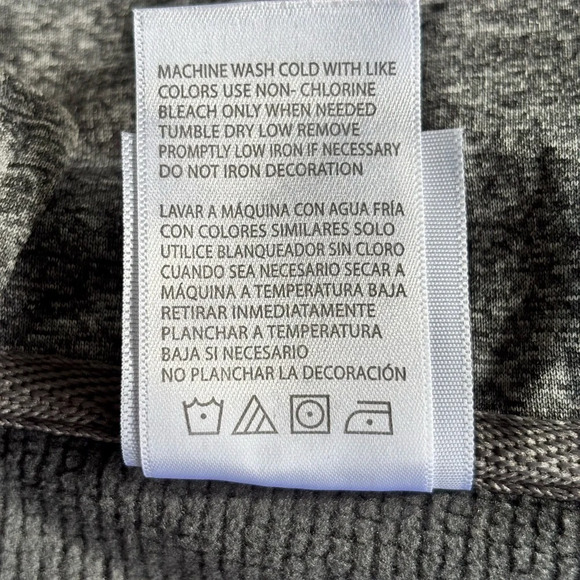 MACHINE WASH COLD WITH LIKE
COLORS USE NON- CHLORINE
BLEACH ONLY WHEN NEEDED
TUMBLE DRY LOW REMOVE
PROMPTLY LOW IRON IF NECESSARY
DO NOT IRON DECORATION
LAVAR A MÁQUINA CON AGUA FRÍA
CON COLORES SIMILARES SOLO
UTILICE BLANQUEADOR SIN CLORO
CUANDO SEA NECESARIO SECAR A
MÁQUINA A TEMPERATURA BAJA
RETIRAR INMEDIATAMENTE
PLANCHAR A TEMPERATURA
BAJA SI NECESARIO
NO PLANCHAR LA DECORACIÓN